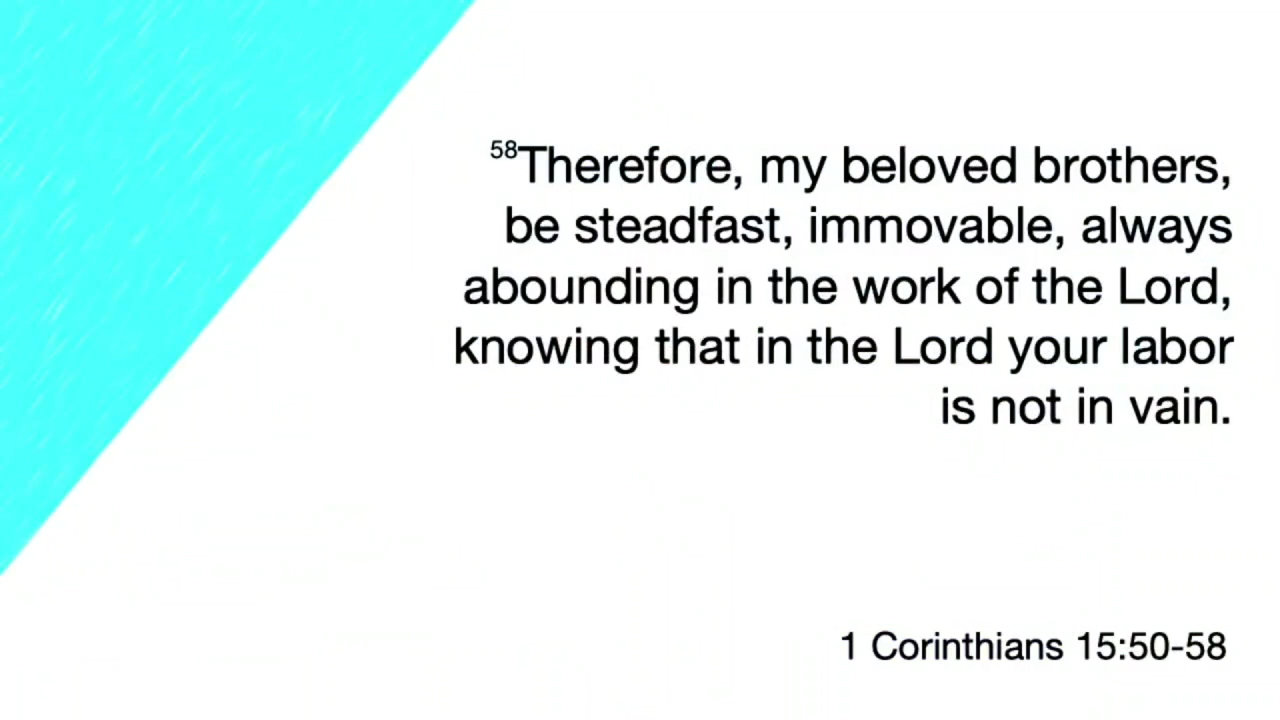 58Therefore, my beloved brothers,
be steadfast, immovable, always
abounding in the work of the Lord,
knowing that in the Lord your labor
is not in vain.
1 Corinthians 15:50-58